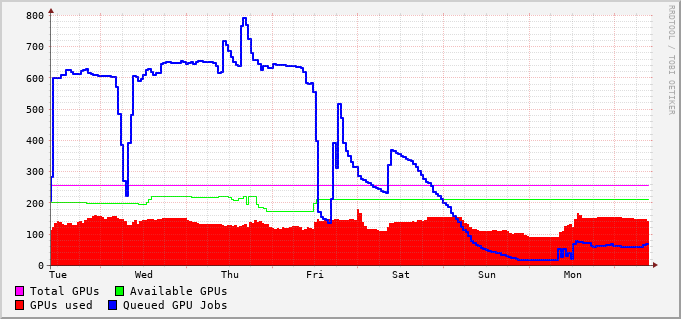 800
700
600
500
400
300
200
100
0
Tue Wed Thu Fri Sat Sun Mon
Total GPUs Available GPUs
GPUs used Queued GPU Jobs
RRDTOOL / TOBI OETIKER